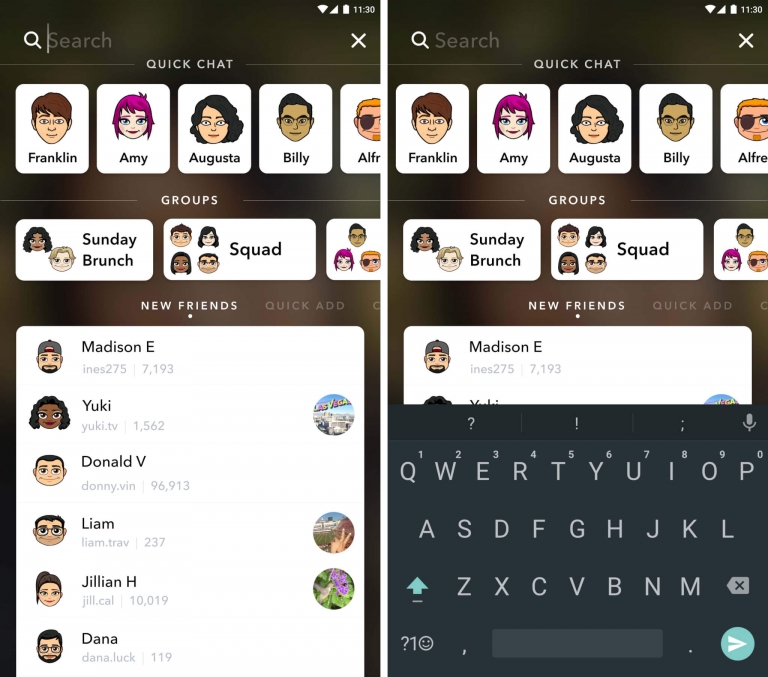 11:30
Search
QUICK CHAT
Franklin Amy Augusta Billy Alfr
GROUPS
Sunday Brunch
Squad
NEW FRIENDS QUICK ADD C
Madison E
ines275 | 7,193
Yuki
yuki.tv | 1,562
LAS VEGA
Donald V
donny.vin | 96,913
Liam
liam.trav | 237
Jillian H
jill.cal | 10,019
Dana
dana.luck | 119
11:30
Search
QUICK CHAT
Franklin Amy Augusta Billy Alfre
GROUPS
Sunday Brunch
Squad
NEW FRIENDS QUICK ADD C
Madison E
ines275 | 7,193
Yuki
? ! ;
1 2 3 4 5 6 7 8 9 0
Q W E R T Y U I O P
A S D F G H J K L
Z X C V B N M
?1☺ , .